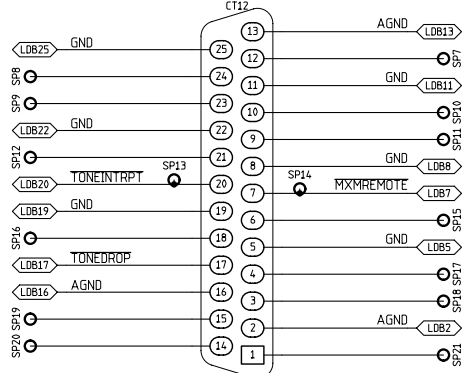 CT12
13 AGND LDB13
LDB25 GND 25
12 SP7
SP8 24
11 GND LDB11
SP9 23
10 SP10
LDB22 GND 22
9 SP11
SP12 21
8 GND LDB8
LDB20 TONEINTRPT SP13 20
7 SP14 MXMREMOTE LDB7
LDB19 GND 19
6 SP15
SP16 18
5 GND LDB5
LDB17 TONEDROP 17
4 SP17
LDB16 AGND 16
3 SP18
SP19 15
2 AGND LDB2
SP20 14
1 SP21